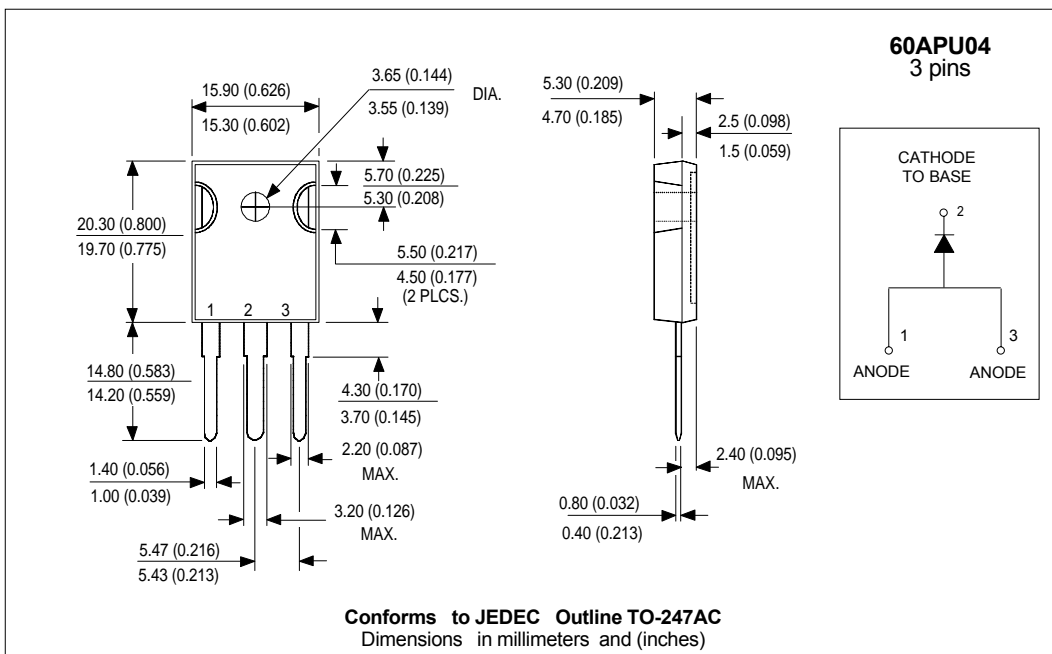 60APU04
3 pins
15.90 (0.626)
15.30 (0.602)
3.65 (0.144)
3.55 (0.139)
DIA.
5.30 (0.209)
4.70 (0.185)
2.5 (0.098)
1.5 (0.059)
5.70 (0.225)
5.30 (0.208)
20.30 (0.800)
19.70 (0.775)
5.50 (0.217)
4.50 (0.177)
(2 PLCS.)
1 2 3
14.80 (0.583)
14.20 (0.559)
4.30 (0.170)
3.70 (0.145)
2.20 (0.087)
MAX.
1.40 (0.056)
1.00 (0.039)
3.20 (0.126)
MAX.
5.47 (0.216)
5.43 (0.213)
2.40 (0.095)
MAX.
0.80 (0.032)
0.40 (0.213)
CATHODE
TO BASE
2
1
3
ANODE
ANODE
Conforms to JEDEC Outline TO-247AC
Dimensions in millimeters and (inches)